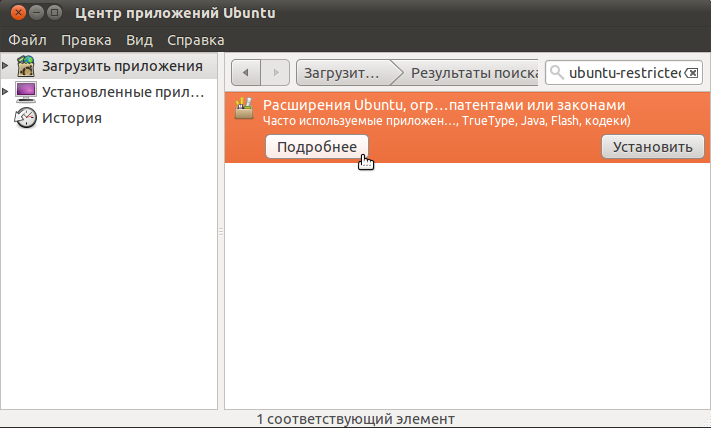 Центр приложений Ubuntu
Файл Правка Вид Справка
Загрузить приложения
Установленные прил...
История
Загрузит... Результаты поиска ubuntu-restricted
Расширения Ubuntu, огр...патентами или законами
Часто используемые приложен..., TrueType, Java, Flash, кодеки)
Подробнее Установить
1 соответствующий элемент